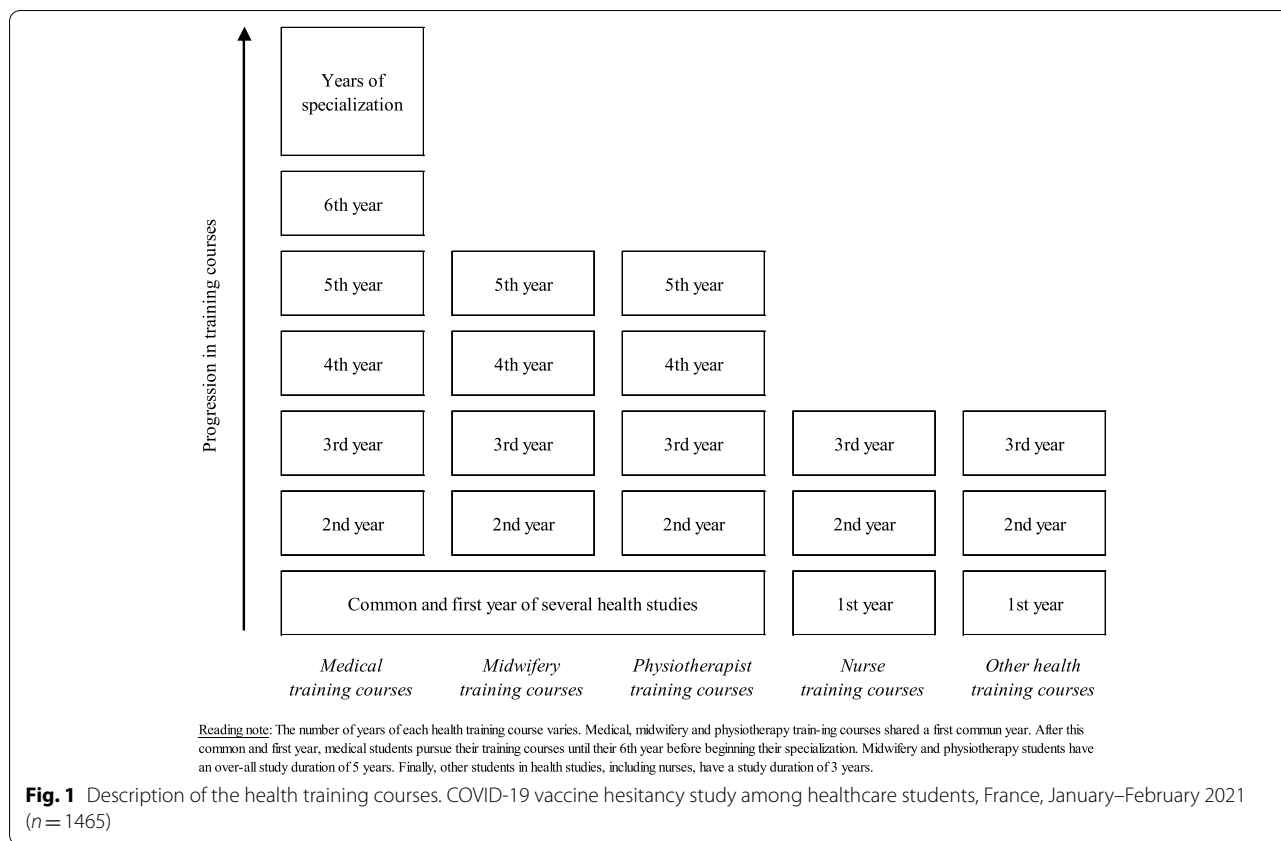 Years of
specialization
6th year
5th year
5th year
5th year
4th year
4th year
4th year
Progression in training courses
3rd year
3rd year
3rd year
3rd year
3rd year
2nd year
2nd year
2nd year
2nd year
2nd year
Common and first year of several health studies
1st year
1st year
Medical
training courses
Midwifery
training courses
Physiotherapist
training courses
Nurse
training courses
Other health
training courses
Reading note: The number of years of each health training course varies. Medical, midwifery and physiotherapy train-ing courses shared a first commun year. After this
common and first year, medical students pursue their training courses until their 6th year before beginning their specialization. Midwifery and physiotherapy students have
an over-all study duration of 5 years. Finally, other students in health studies, including nurses, have a study duration of 3 years.
Fig. 1 Description of the health training courses. COVID-19 vaccine hesitancy study among healthcare students, France, January–February 2021
(n = 1465)